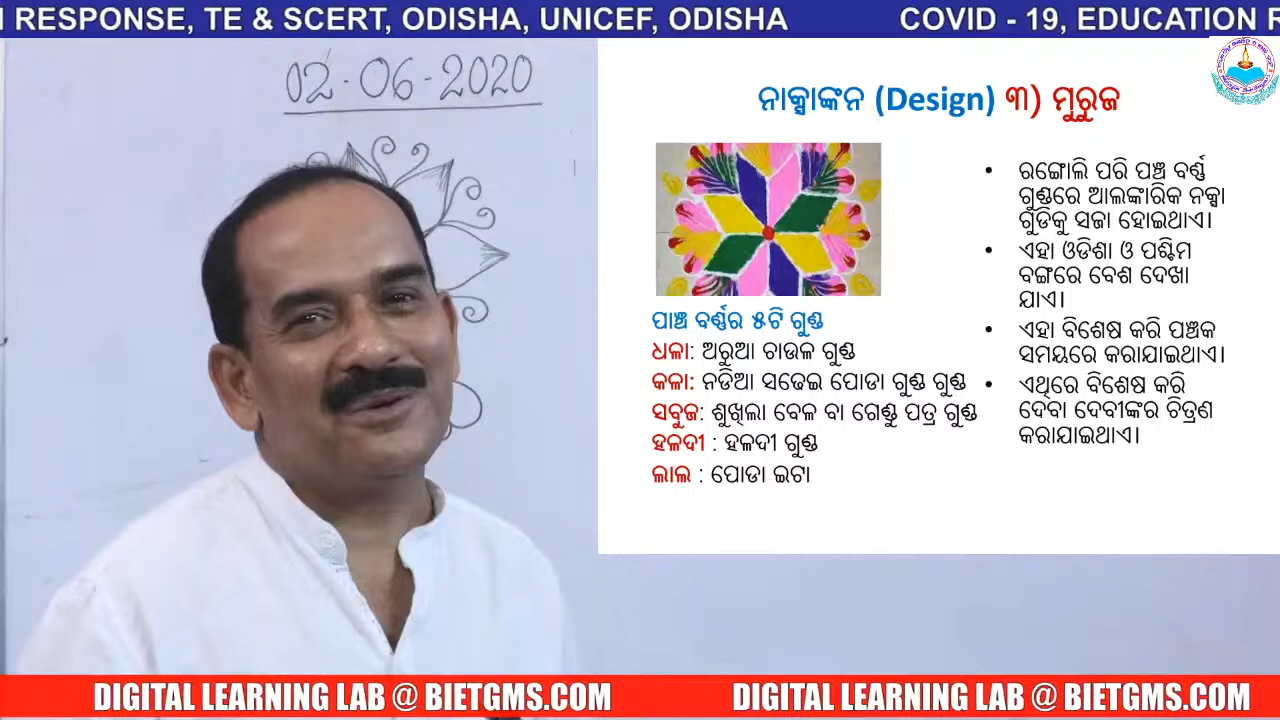 RESPONSE, TE & SCERT, ODISHA, UNICEF, ODISHA
COVID - 19, EDUCATION
02-06-2020
ନାକ୍ସାଙ୍କନ (Design) ୩) ମୁରୁଜ
ପାଞ୍ଚ ବର୍ଣ୍ଣର ୫ଟି ଗୁଣ୍ଡ
ଧଳା: ଅରୁଆ ଚାଉଳ ଗୁଣ୍ଡ
କଳା: ନଡିଆ ସଢେଇ ପୋଡା ଗୁଣ୍ଡ ଗୁଣ୍ଡ
ସବୁଜ: ଶୁଖିଲା ବେଳ ବା ଗେଣ୍ଡୁ ପତ୍ର ଗୁଣ୍ଡ
ହଳଦୀ : ହଳଦୀ ଗୁଣ୍ଡ
ଲାଲ : ପୋଡା ଇଟା
• ରଙ୍ଗୋଲି ପରି ପଞ୍ଚ ବର୍ଣ୍ଣ
ଗୁଣ୍ଡରେ ଆଲଙ୍କାରିକ ନକ୍ସା
ଗୁଡିକୁ ସଜା ହୋଇଥାଏ।
• ଏହା ଓଡିଶା ଓ ପଶ୍ଚିମ
ବଙ୍ଗରେ ବେଶ ଦେଖା
ଯାଏ।
• ଏହା ବିଶେଷ କରି ପଞ୍ଚକ
ସମୟରେ କରାଯାଇଥାଏ।
• ଏଥିରେ ବିଶେଷ କରି
ଦେବା ଦେବୀଙ୍କର ଚିତ୍ରଣ
କରାଯାଇଥାଏ।
DIGITAL LEARNING LAB @ BIETGMS.COM
DIGITAL LEARNING LAB @ BIETGMS.COM